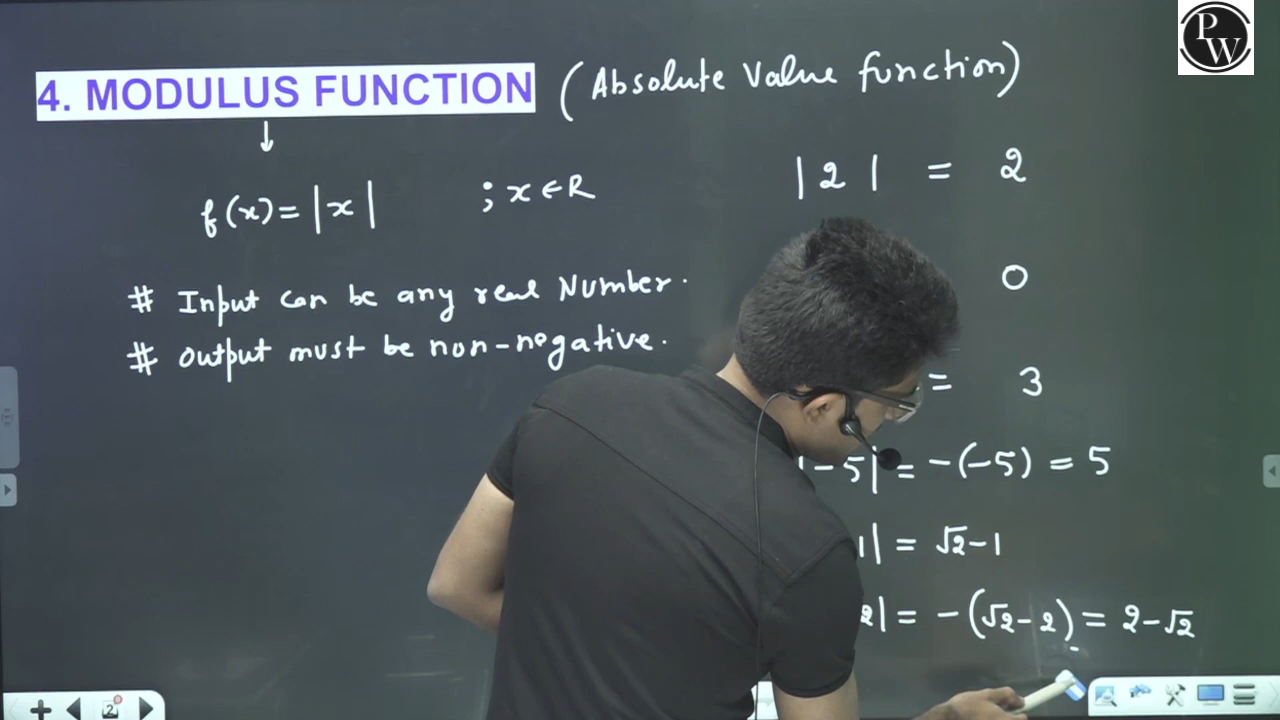 PW
4. MODULUS FUNCTION (Absolute Value function)
↓
f(x) = |x| ; x ∈ R
# Input can be any real Number.
# output must be non-negative.
|2| = 2
0
= 3
-5| = -(-5) = 5
1| = √2-1
2| = -(√2-2) = 2-√2
2